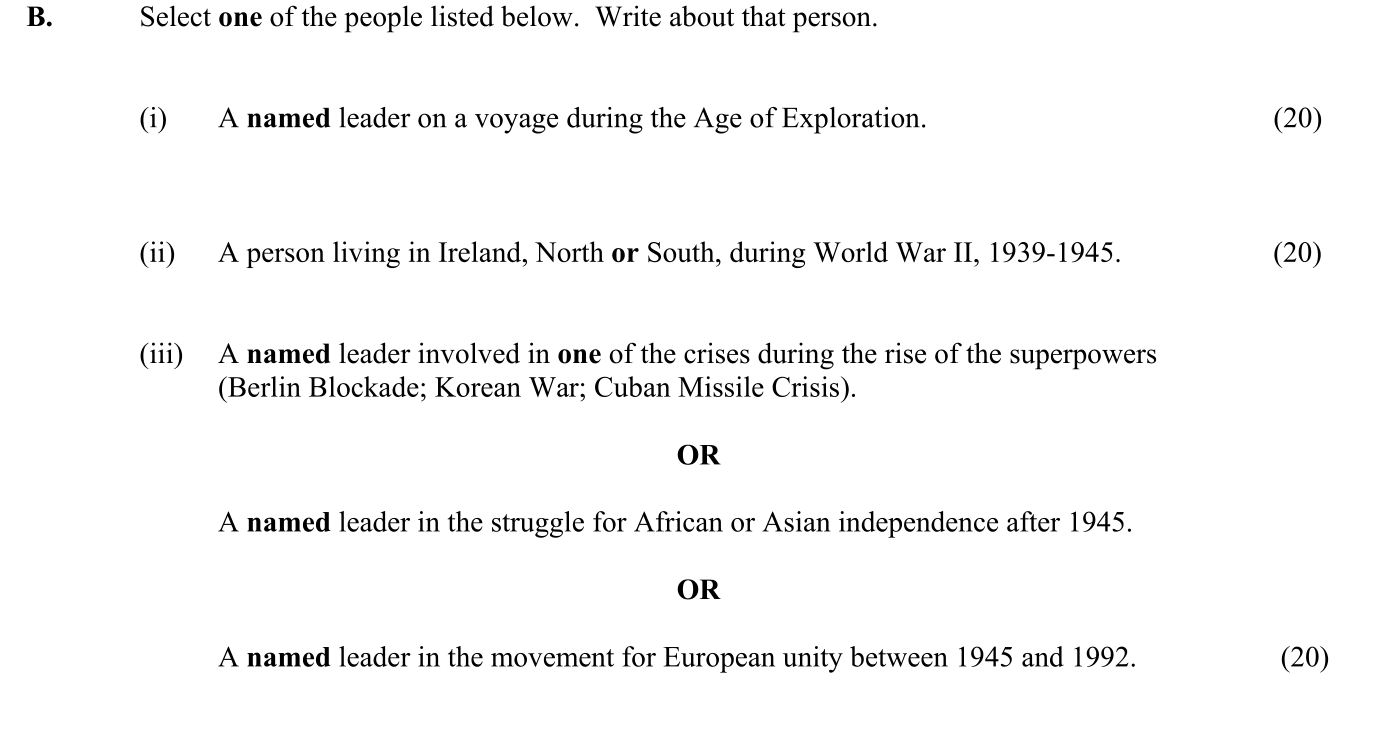 B. Select one of the people listed below. Write about that person.
(i) A named leader on a voyage during the Age of Exploration. (20)
(ii) A person living in Ireland, North or South, during World War II, 1939-1945. (20)
(iii) A named leader involved in one of the crises during the rise of the superpowers
(Berlin Blockade; Korean War; Cuban Missile Crisis).
OR
A named leader in the struggle for African or Asian independence after 1945.
OR
A named leader in the movement for European unity between 1945 and 1992. (20)